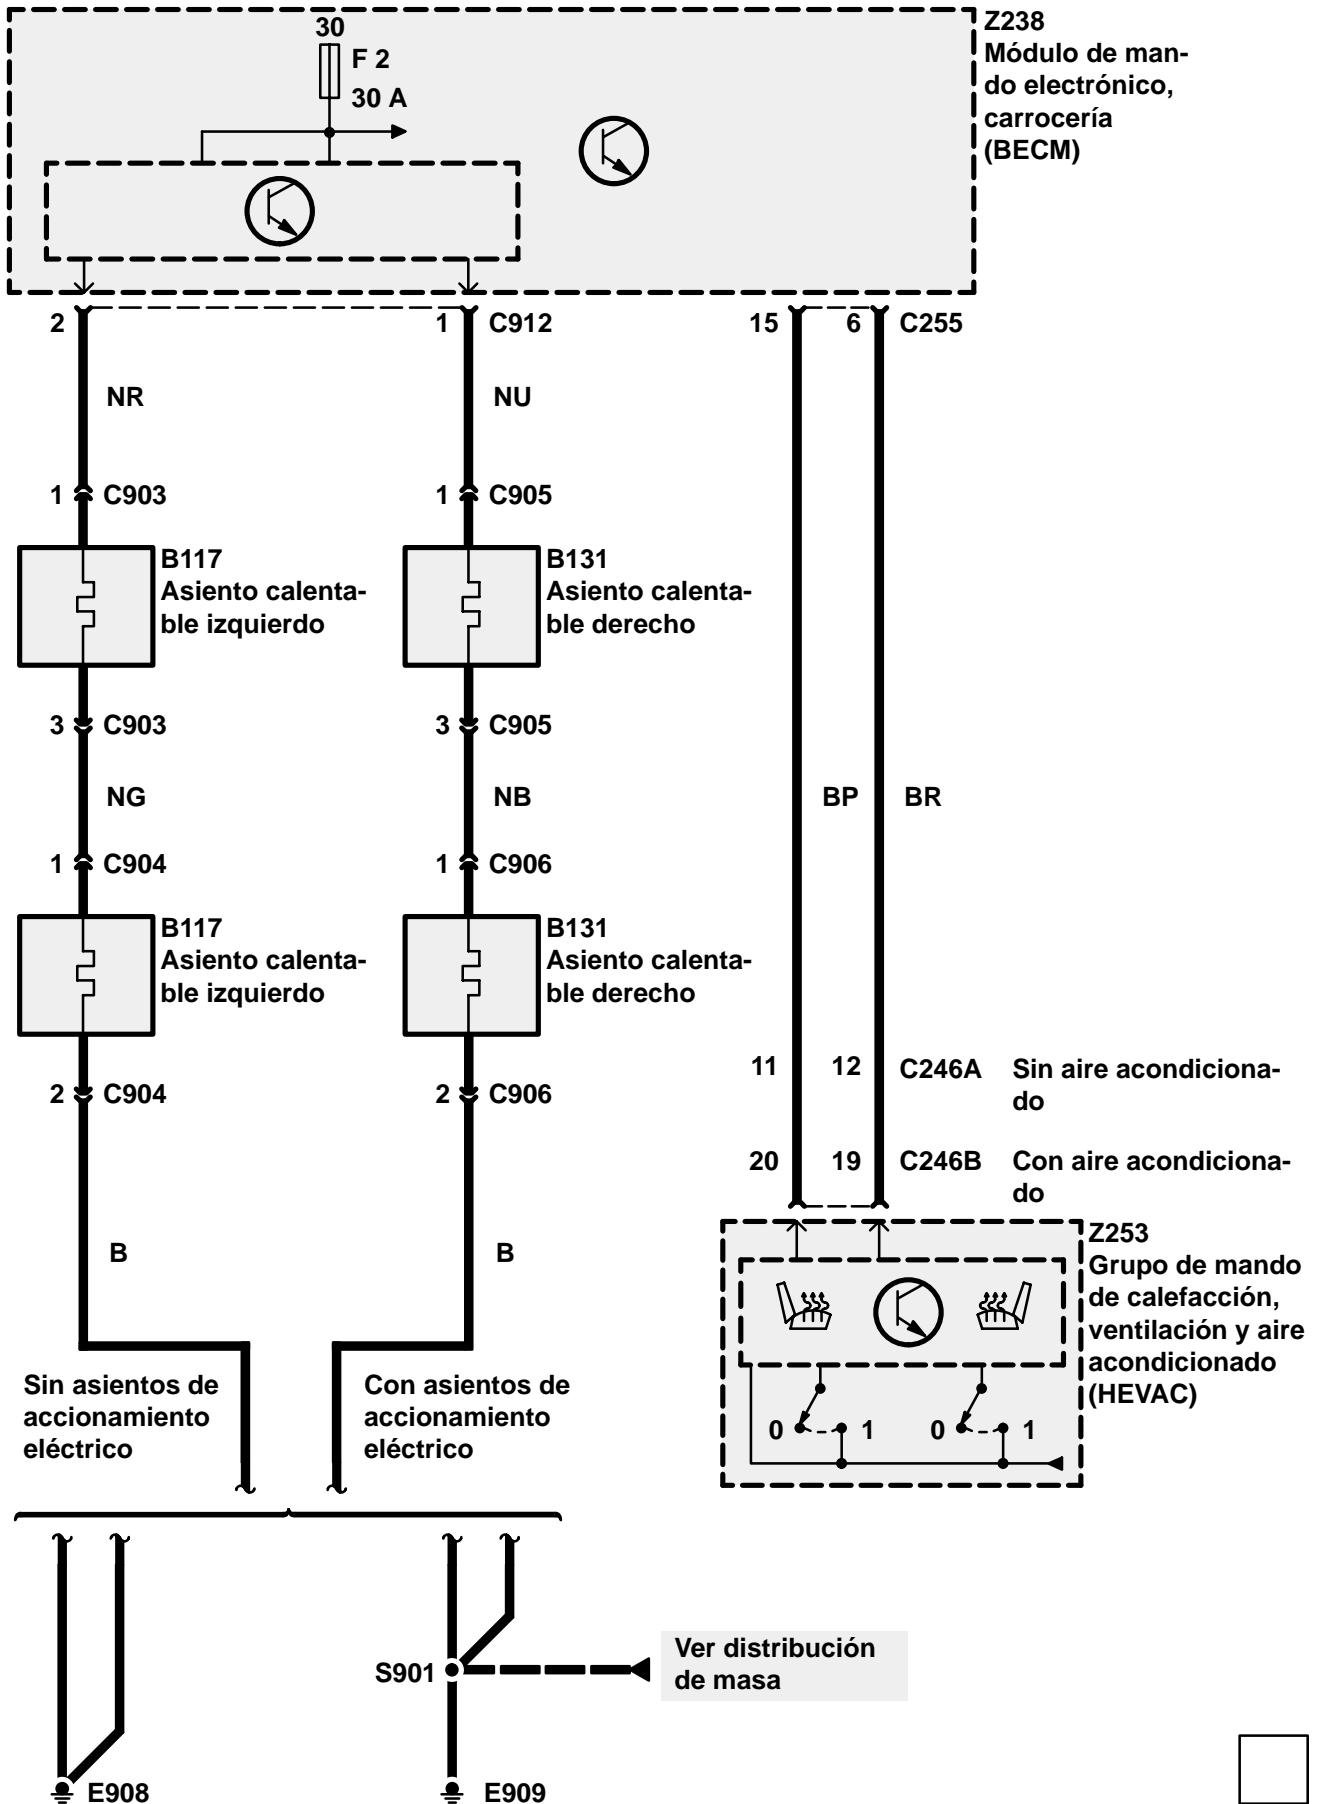 30
F 2
30 A
Z238
Módulo de man-
do electrónico,
carrocería
(BECM)
2
1
C912
15
6
C255
NR
NU
1
C903
1
C905
B117
Asiento calenta-
ble izquierdo
B131
Asiento calenta-
ble derecho
3
C903
3
C905
NG
NB
BP
BR
1
C904
1
C906
B117
Asiento calenta-
ble izquierdo
B131
Asiento calenta-
ble derecho
2
C904
2
C906
11
12
C246A
Sin aire acondiciona-
do
20
19
C246B
Con aire acondiciona-
do
B
B
Z253
Grupo de mando
de calefacción,
ventilación y aire
acondicionado
(HEVAC)
0
1
0
1
Sin asientos de
accionamiento
eléctrico
Con asientos de
accionamiento
eléctrico
S901
Ver distribución
de masa
E908
E909